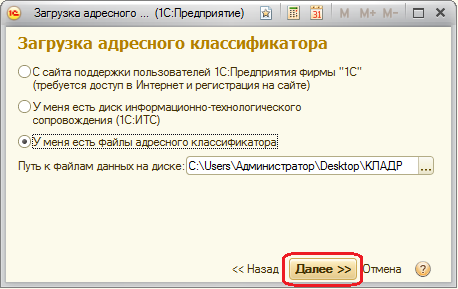 Загрузка адресного ... (1С:Предприятие)
31
M M+ M-
Загрузка адресного классификатора
С сайта поддержки пользователей 1С:Предприятия фирмы "1С"
(требуется доступ в Интернет и регистрация на сайте)
У меня есть диск информационно-технологического
сопровождения (1С:ИТС)
У меня есть файлы адресного классификатора
Путь к файлам данных на диске: C:\Users\Администратор\Desktop\КЛАДР ...
<< Назад Далее >> Отмена ?